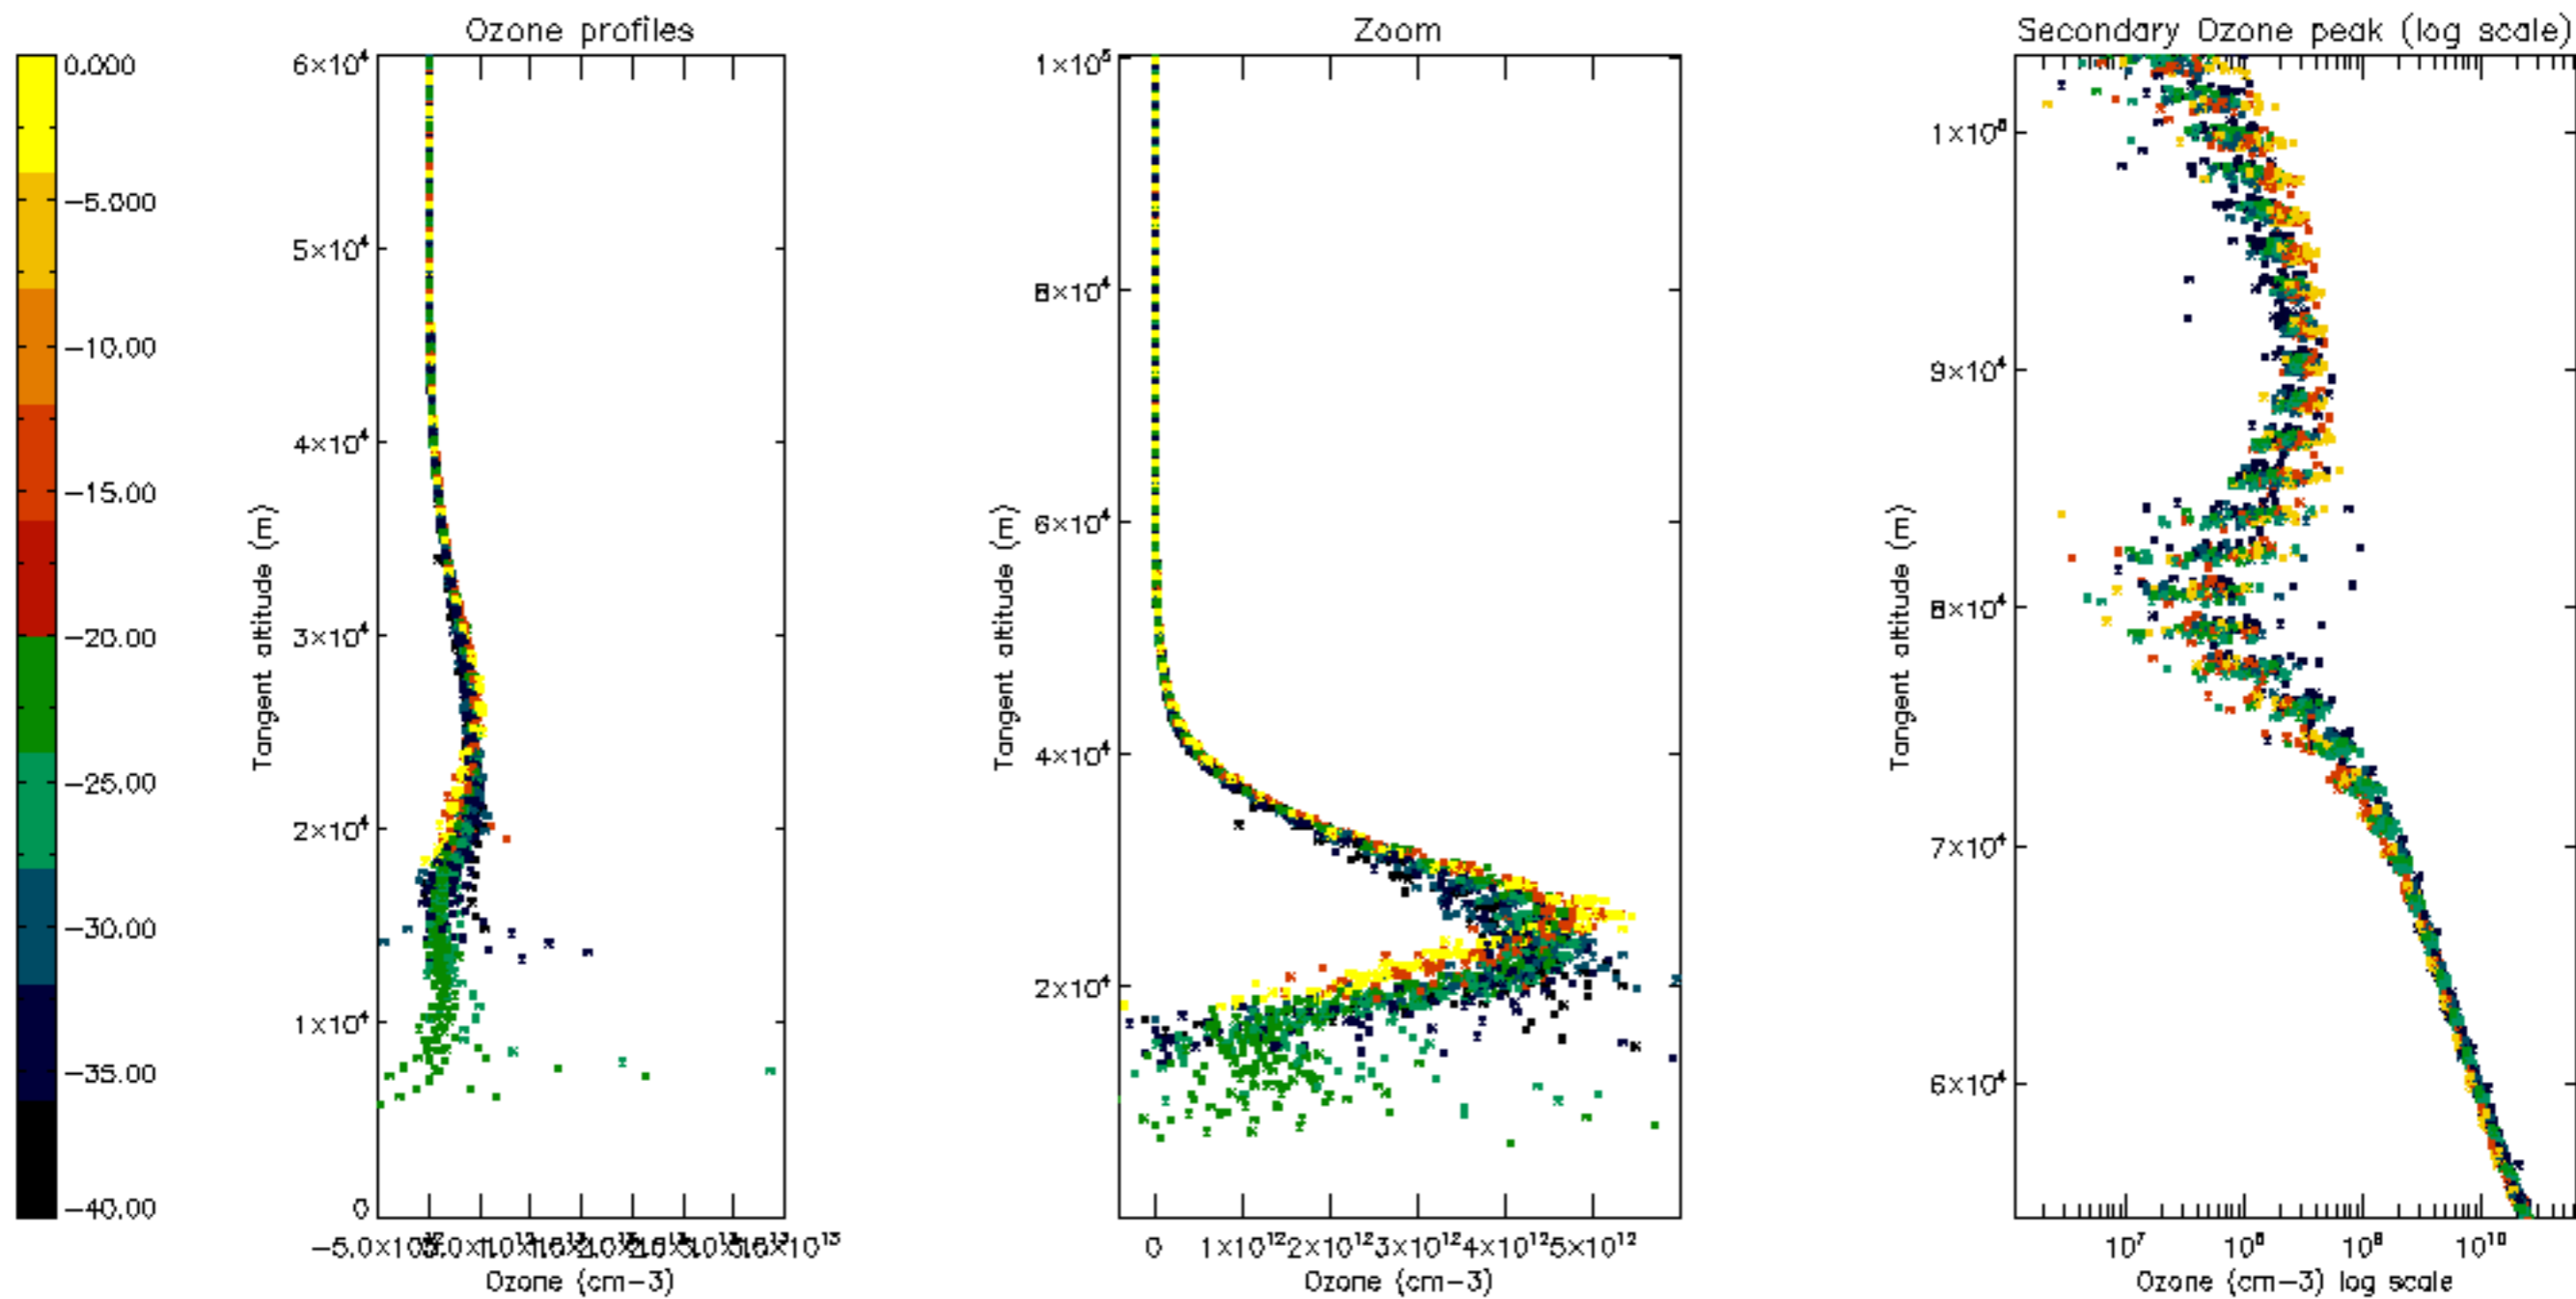 Ozone profiles
Zoom
Secondary Ozone peak (log scale)
0.000
−5.000
−10.00
−15.00
−20.00
−25.00
−30.00
−35.00
−40.00
6×10⁴
5×10⁴
4×10⁴
3×10⁴
2×10⁴
1×10⁴
0
Tangent altitude (m)
Ozone (cm−3)
1×10⁵
8×10⁴
6×10⁴
4×10⁴
2×10⁴
Tangent altitude (m)
0 1×10¹² 2×10¹² 3×10¹² 4×10¹² 5×10¹²
Ozone (cm−3)
9×10⁴
8×10⁴
7×10⁴
6×10⁴
Tangent altitude (m)
10⁷ 10⁸ 10⁹ 10¹⁰
Ozone (cm−3) log scale